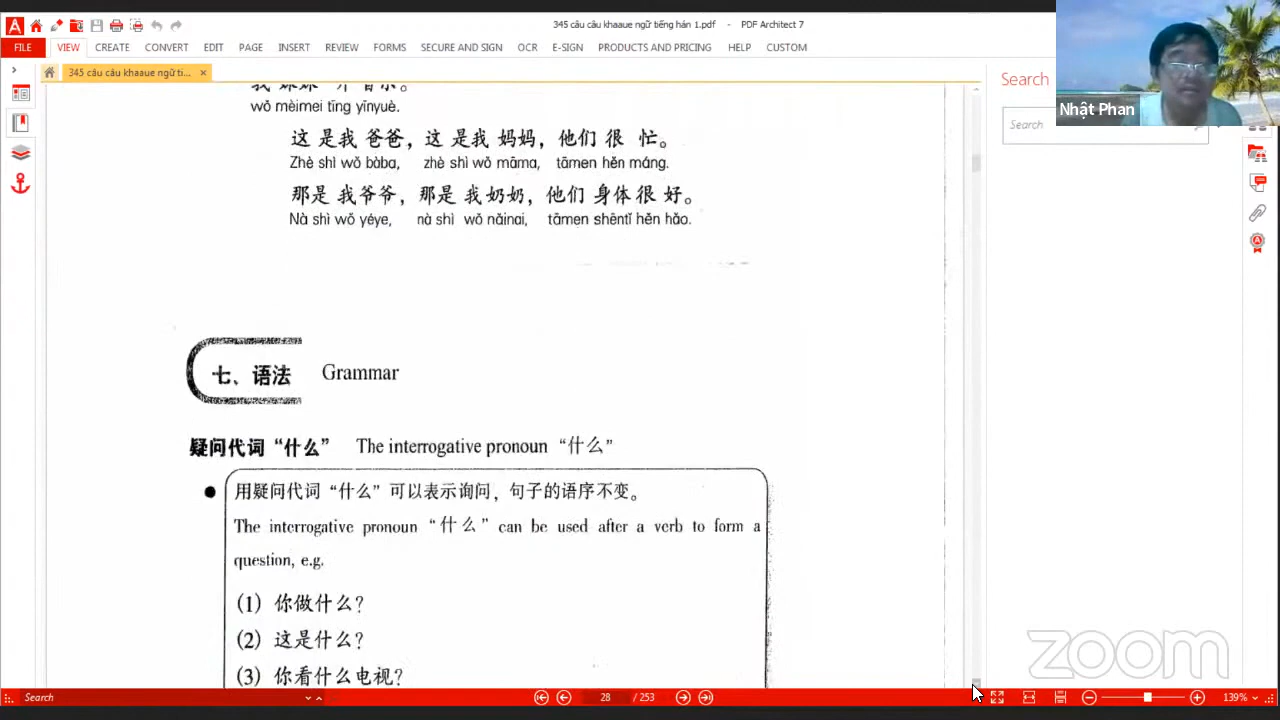 345 câu câu khaaue ngữ tiếng hán 1.pdf - PDF Architect 7
FILE VIEW CREATE CONVERT EDIT PAGE INSERT REVIEW FORMS SECURE AND SIGN OCR E-SIGN PRODUCTS AND PRICING HELP CUSTOM
345 câu câu khaaue ngữ ti...
Search
Nhật Phan
Search
wǒ mèimei tīng yīnyuè.
这 是 我 爸爸，这 是 我 妈妈，他们 很 忙。
Zhè shì wǒ bàba, zhè shì wǒ māma, tāmen hěn máng.
那是 我 爷爷，那是 我 奶奶，他们 身体 很 好。
Nà shì wǒ yéye, nà shì wǒ nǎinai, tāmen shēntǐ hěn hǎo.
七、语法 Grammar
疑问代词“什么” The interrogative pronoun “什么”
● 用疑问代词“什么”可以表示询问，句子的语序不变。
The interrogative pronoun “什么” can be used after a verb to form a
question, e.g.
(1) 你做什么?
(2) 这是什么?
(3) 你看什么电视?
zoom
Search 28 / 253 139%